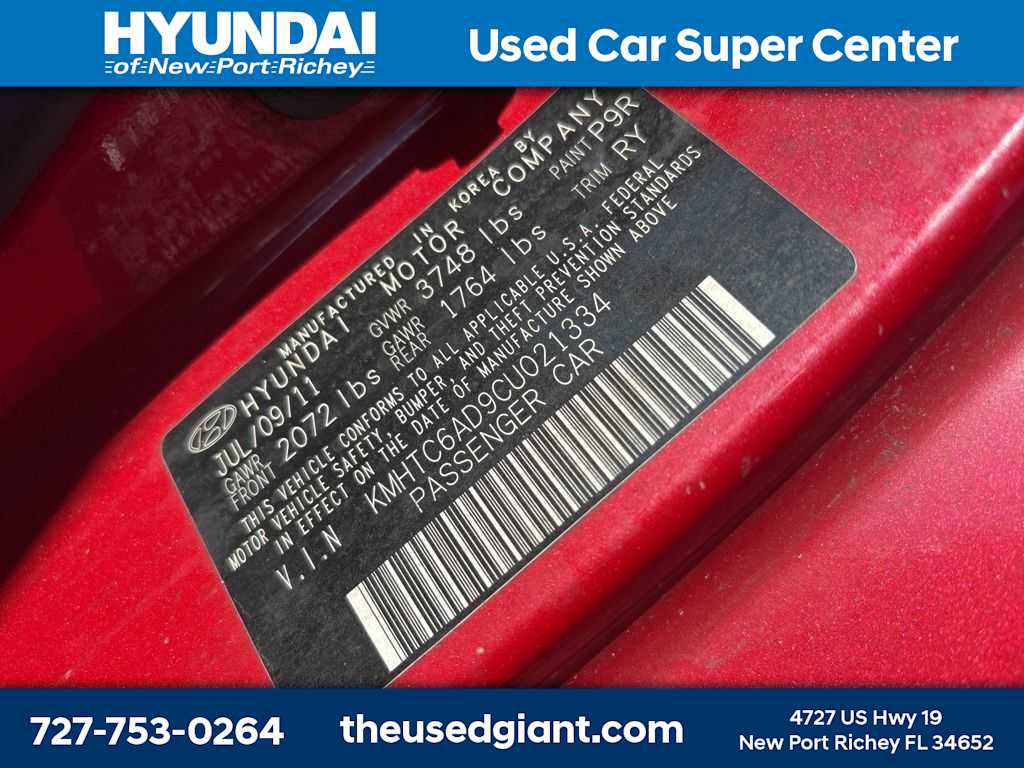 HYUNDAI
of New Port Richey
Used Car Super Center
MANUFACTURED IN KOREA BY
HYUNDAI MOTOR COMPANY
JUL/09/11 GVWR 3748 lbs PAINT P9R
GAWR FRONT 2072 lbs GAWR REAR 1764 lbs TRIM RY
THIS VEHICLE CONFORMS TO ALL APPLICABLE U.S.A. FEDERAL
MOTOR VEHICLE SAFETY, BUMPER AND THEFT PREVENTION STANDARDS
IN EFFECT ON THE DATE OF MANUFACTURE SHOWN ABOVE
V.I.N KMHTC6AD9CU021334
PASSENGER CAR
727-753-0264
theusedgiant.com
4727 US Hwy 19
New Port Richey FL 34652